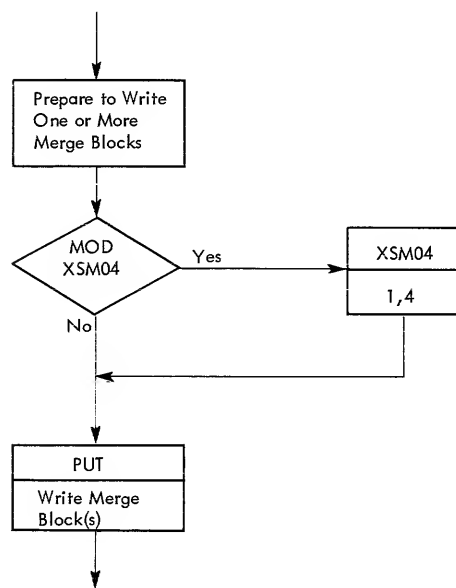 Prepare to Write
One or More
Merge Blocks
MOD
XSM04
Yes
XSM04
1,4
No
PUT
Write Merge
Block(s)